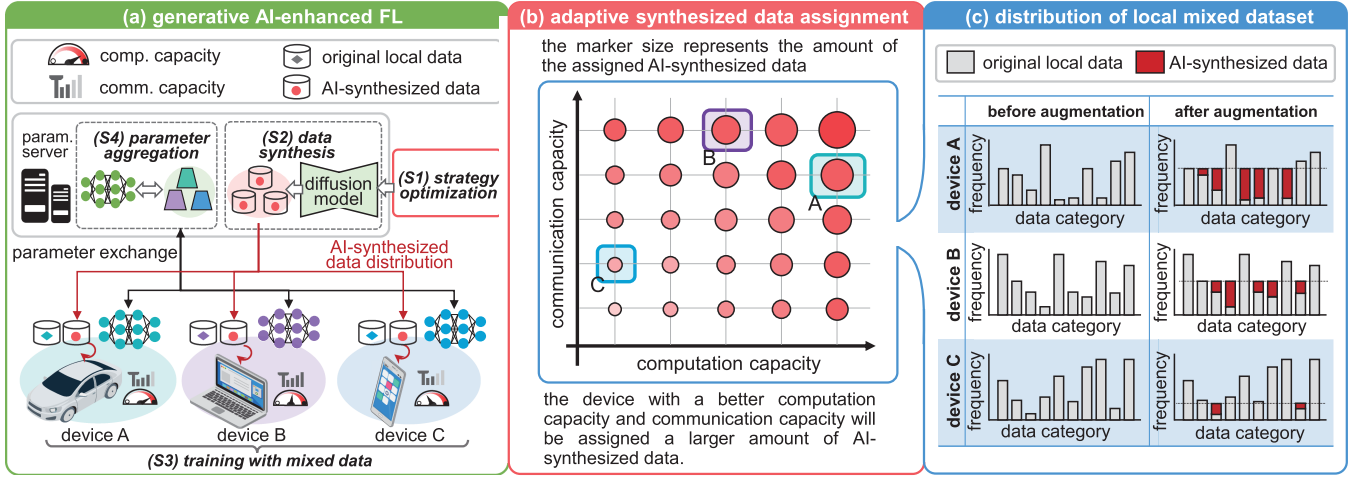 (a) generative AI-enhanced FL
comp. capacity
original local data
comm. capacity
AI-synthesized data
param.
server
(S4) parameter
aggregation
(S2) data
synthesis
diffusion
model
(S1) strategy
optimization
parameter exchange
AI-synthesized
data distribution
device A
device B
device C
(S3) training with mixed data
(b) adaptive synthesized data assignment
the marker size represents the amount of
the assigned AI-synthesized data
communication capacity
B
A
C
computation capacity
the device with a better computation
capacity and communication capacity will
be assigned a larger amount of AI-
synthesized data.
(c) distribution of local mixed dataset
original local data
AI-synthesized data
before augmentation
after augmentation
device A
frequency
data category
frequency
data category
device B
frequency
data category
frequency
data category
device C
frequency
data category
frequency
data category